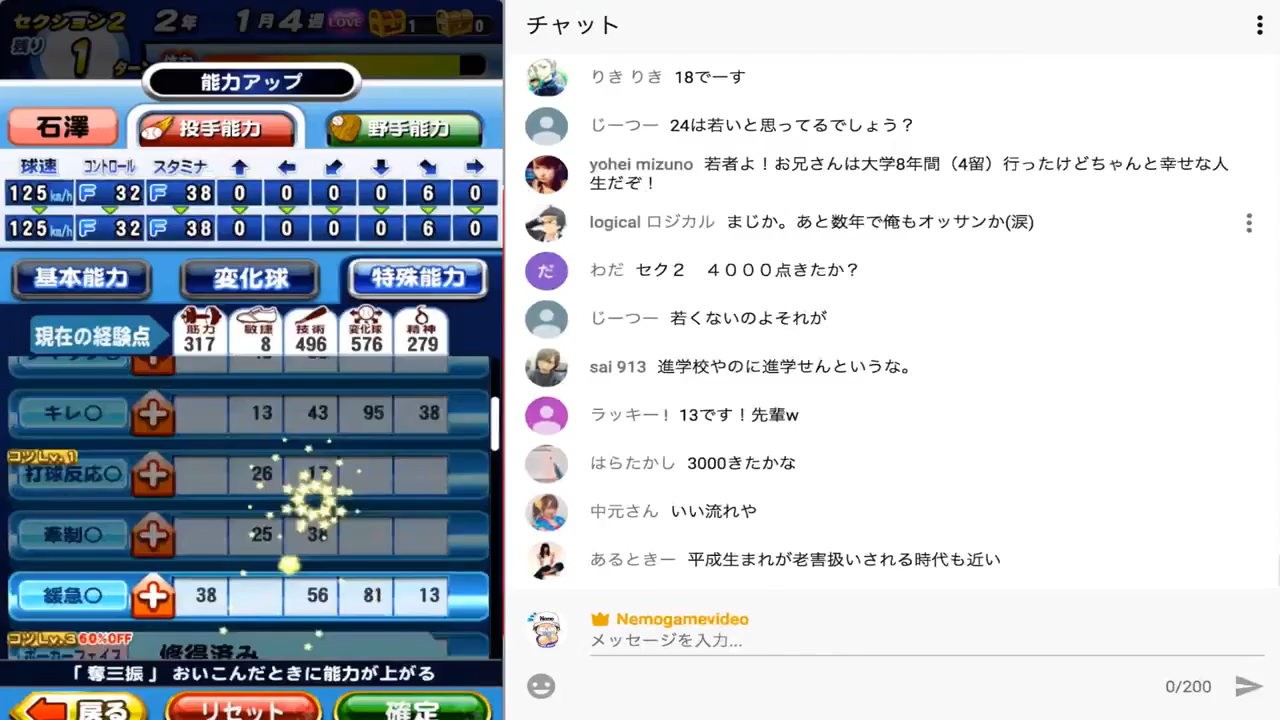 セクション2 2年 1月4週 LOVE 1 0
残り 1 ターン 体力
能力アップ
石澤 投手能力 野手能力
球速 コントロール スタミナ ↑ ← ↙ ↓ ↘ →
125km/h F 32 F 38 0 0 0 0 6 0
125km/h F 32 F 38 0 0 0 0 6 0
基本能力 変化球 特殊能力
現在の経験点 筋力 317 敏捷 8 技術 496 変化球 576 精神 279
キレ○ 13 43 95 38
コツLv.1
打球反応○ 26 17
牽制○ 25 38
緩急○ 38 56 81 13
コツLv.3 60%OFF
ポーカーフェイス 修得済み
「奪三振」 おいこんだときに能力が上がる
戻る リセット 確定
チャット
りき りき 18でーす
じーつー 24は若いと思ってるでしょう？
yohei mizuno 若者よ！お兄さんは大学8年間（4留）行ったけどちゃんと幸せな人
生だぞ！
logical ロジカル まじか。あと数年で俺もオッサンか(涙)
だ わだ セク２ ４０００点きたか？
じーつー 若くないのよそれが
sai 913 進学校やのに進学せんというな。
ラッキー！ 13です！先輩w
はらたかし 3000きたかな
中元さん いい流れや
あるときー 平成生まれが老害扱いされる時代も近い
Nemogamevideo
メッセージを入力...
0/200